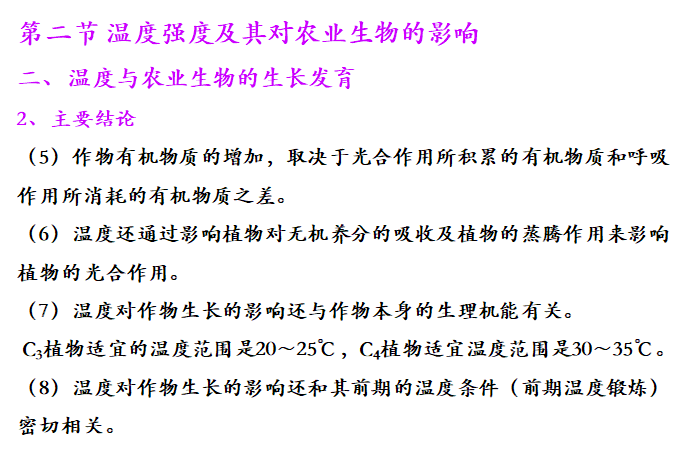 第二节 温度强度及其对农业生物的影响
二、温度与农业生物的生长发育
2、主要结论
（5）作物有机物质的增加，取决于光合作用所积累的有机物质和呼吸
作用所消耗的有机物质之差。
（6）温度还通过影响植物对无机养分的吸收及植物的蒸腾作用来影响
植物的光合作用。
（7）温度对作物生长的影响还与作物本身的生理机能有关。
C₃植物适宜的温度范围是20～25℃，C₄植物适宜温度范围是30～35℃。
（8）温度对作物生长的影响还和其前期的温度条件（前期温度锻炼）
密切相关。